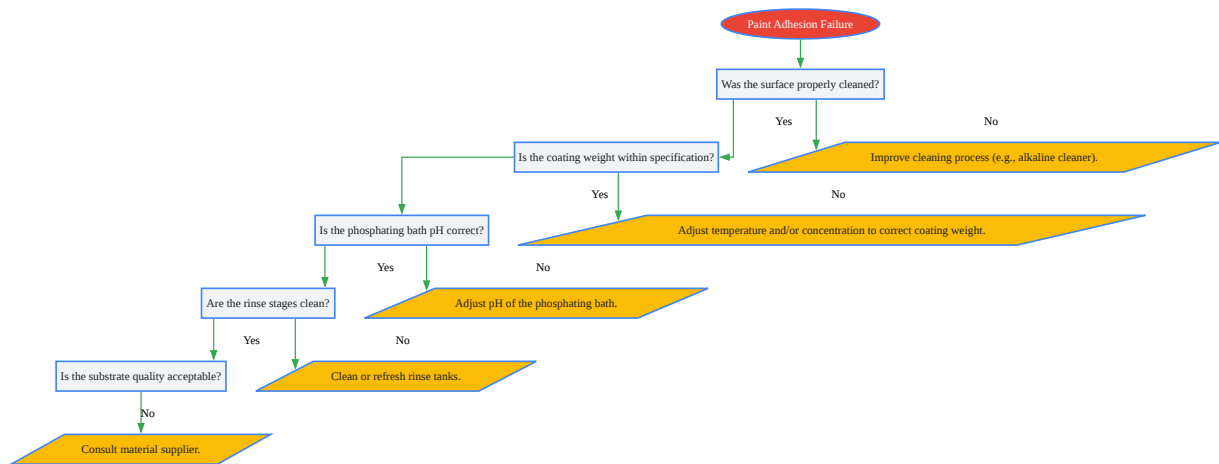 Paint Adhesion Failure
Was the surface properly cleaned?
Yes
No
Is the coating weight within specification?
Improve cleaning process (e.g., alkaline cleaner).
Yes
No
Is the phosphating bath pH correct?
Adjust temperature and/or concentration to correct coating weight.
Yes
No
Are the rinse stages clean?
Adjust pH of the phosphating bath.
Yes
No
Is the substrate quality acceptable?
Clean or refresh rinse tanks.
No
Consult material supplier.